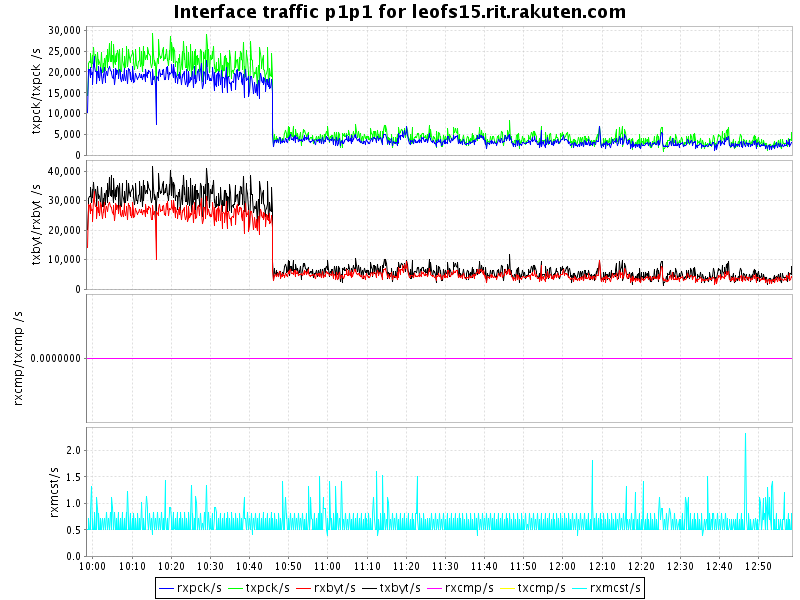 Interface traffic p1p1 for leofs15.rit.rakuten.com
txpck/txpck /s
30,000
25,000
20,000
15,000
10,000
5,000
0
txbyt/rxbyt /s
40,000
30,000
20,000
10,000
0
rxcmp/txcmp /s
0.0000000
rxmcst/s
2.0
1.5
1.0
0.5
0.0
10:00 10:10 10:20 10:30 10:40 10:50 11:00 11:10 11:20 11:30 11:40 11:50 12:00 12:10 12:20 12:30 12:40 12:50
rxpck/s txpck/s rxbyt/s txbyt/s rxcmp/s txcmp/s rxmcst/s